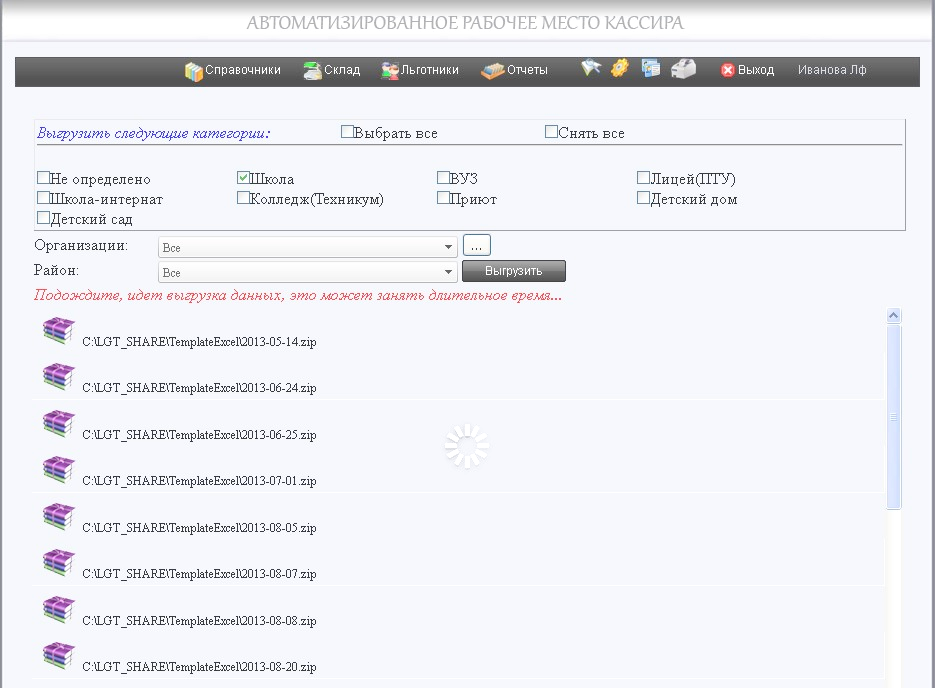 АВТОМАТИЗИРОВАННОЕ РАБОЧЕЕ МЕСТО КАССИРА
Справочники Склад Льготники Отчеты Выход Иванова Лф
Выгрузить следующие категории: Выбрать все Снять все
Не определено Школа ВУЗ Лицей(ПТУ)
Школа-интернат Колледж(Техникум) Приют Детский дом
Детский сад
Организации: Все ...
Район: Все Выгрузить
Подождите, идет выгрузка данных, это может занять длительное время...
C:\LGT_SHARE\TemplateExcel\2013-05-14.zip
C:\LGT_SHARE\TemplateExcel\2013-06-24.zip
C:\LGT_SHARE\TemplateExcel\2013-06-25.zip
C:\LGT_SHARE\TemplateExcel\2013-07-01.zip
C:\LGT_SHARE\TemplateExcel\2013-08-05.zip
C:\LGT_SHARE\TemplateExcel\2013-08-07.zip
C:\LGT_SHARE\TemplateExcel\2013-08-08.zip
C:\LGT_SHARE\TemplateExcel\2013-08-20.zip